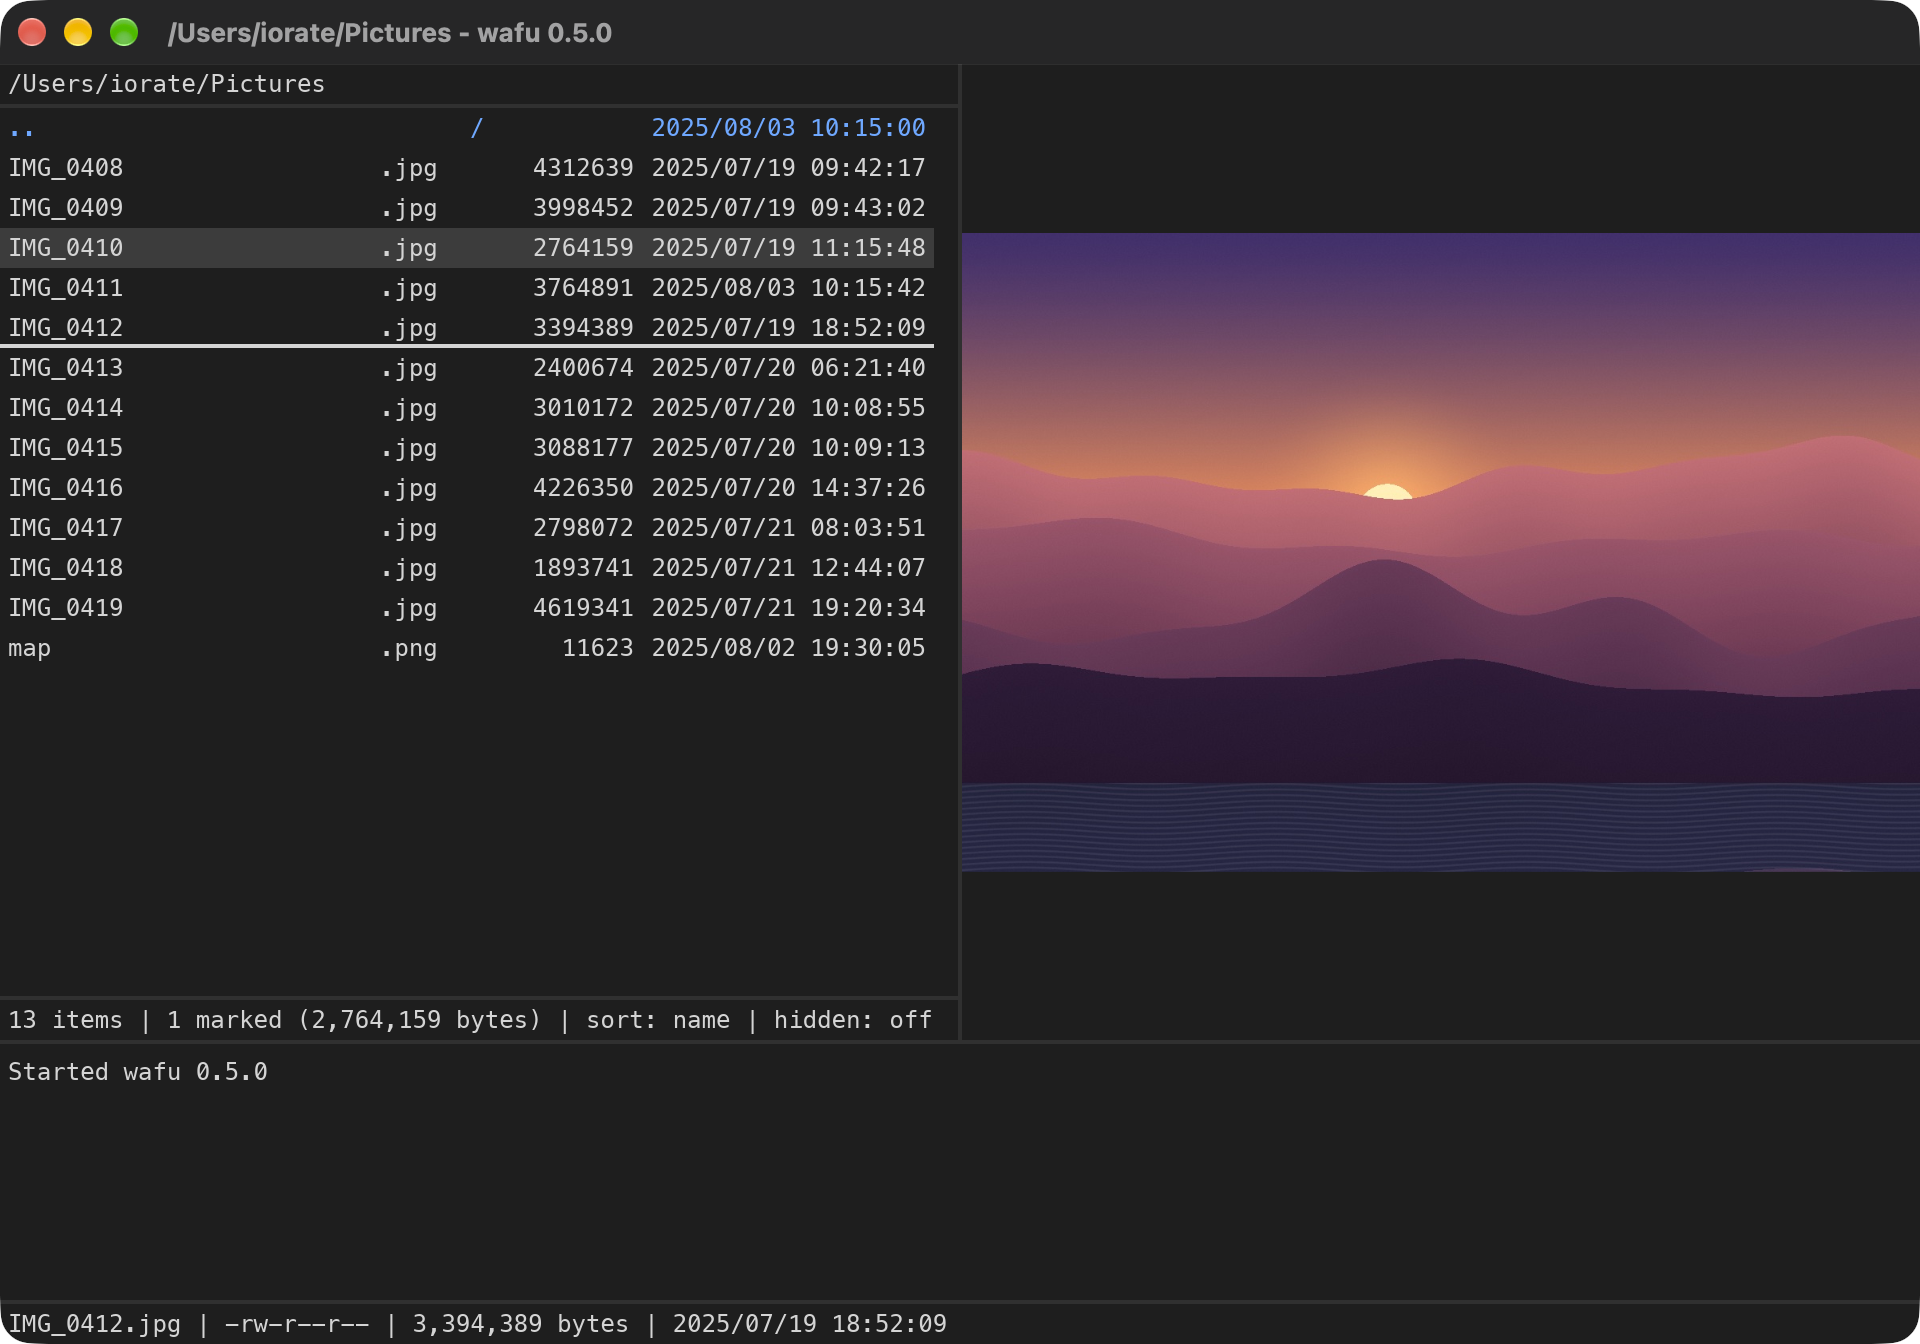 /Users/iorate/Pictures - wafu 0.5.0
/Users/iorate/Pictures
.. / 2025/08/03 10:15:00
IMG_0408 .jpg 4312639 2025/07/19 09:42:17
IMG_0409 .jpg 3998452 2025/07/19 09:43:02
IMG_0410 .jpg 2764159 2025/07/19 11:15:48
IMG_0411 .jpg 3764891 2025/08/03 10:15:42
IMG_0412 .jpg 3394389 2025/07/19 18:52:09
IMG_0413 .jpg 2400674 2025/07/20 06:21:40
IMG_0414 .jpg 3010172 2025/07/20 10:08:55
IMG_0415 .jpg 3088177 2025/07/20 10:09:13
IMG_0416 .jpg 4226350 2025/07/20 14:37:26
IMG_0417 .jpg 2798072 2025/07/21 08:03:51
IMG_0418 .jpg 1893741 2025/07/21 12:44:07
IMG_0419 .jpg 4619341 2025/07/21 19:20:34
map .png 11623 2025/08/02 19:30:05
13 items | 1 marked (2,764,159 bytes) | sort: name | hidden: off
Started wafu 0.5.0
IMG_0412.jpg | -rw-r--r-- | 3,394,389 bytes | 2025/07/19 18:52:09